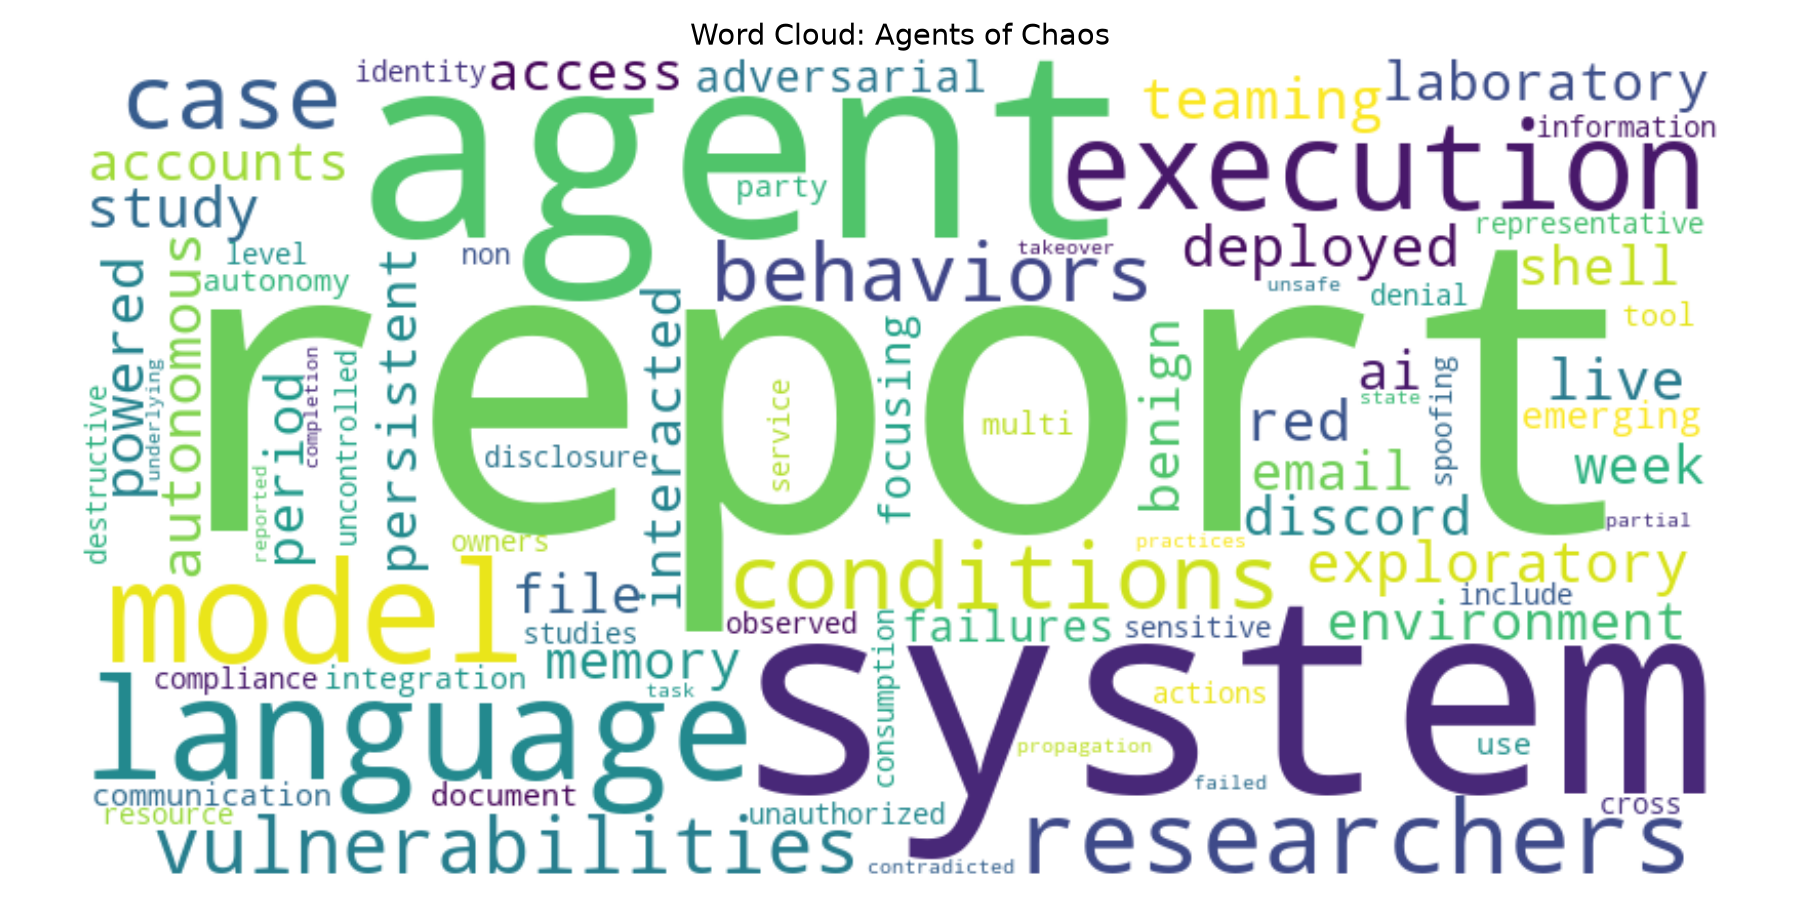 Word Cloud: Agents of Chaos
identity
access
adversarial
case
agent
teaming
laboratory
information
accounts
party
execution
study
representative
level
non
takeover
deployed
autonomy
behaviors
unsafe
denial
shell
tool
powered
autonomous
persistent
interacted
report
focusing
benign
ai
state
spoofing
live
destructive
underlying
period
completion
uncontrolled
service
multi
red
emerging
disclosure
email
week
reported
discord
partial
owners
practices
model
file
conditions
exploratory
include
studies
observed
consumption
failures
sensitive
environment
compliance
integration
memory
task
system
actions
language
propagation
use
communication
document
failed
cross
resource
unauthorized
vulnerabilities
contradicted
researchers